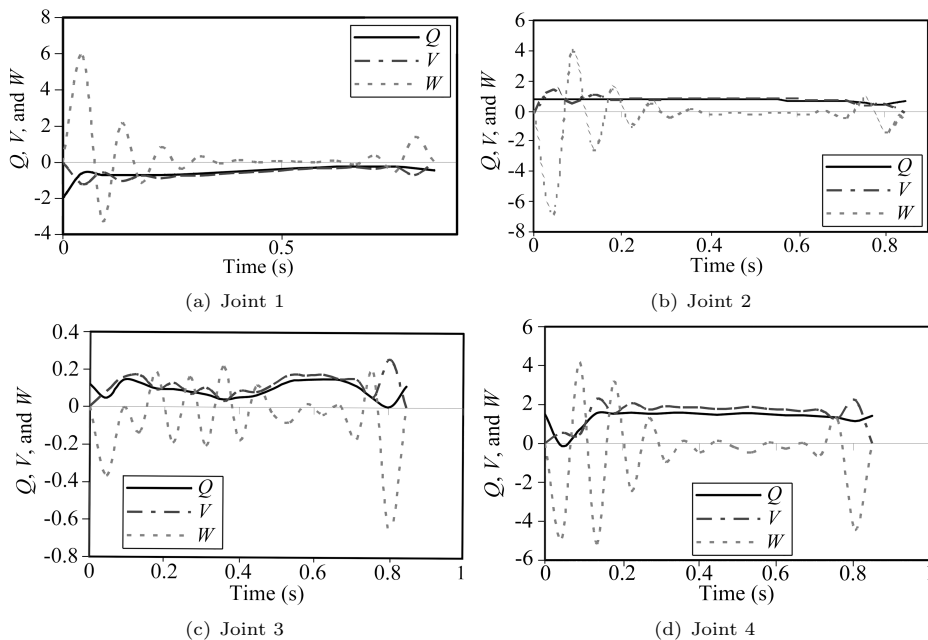 8
6
4
2
0
-2
-4
Q, V, and W
Q
V
W
0
0.5
Time (s)
(a) Joint 1
6
4
2
0
-2
-4
-6
-8
Q, V, and W
Q
V
W
0
0.2
0.4
0.6
0.8
Time (s)
(b) Joint 2
0.4
0.2
0
-0.2
-0.4
-0.6
-0.8
Q, V, and W
Q
V
W
0
0.2
0.4
0.6
0.8
1
Time (s)
(c) Joint 3
6
4
2
0
-2
-4
-6
Q, V, and W
Q
V
W
0
0.2
0.4
0.6
0.8
1
Time (s)
(d) Joint 4